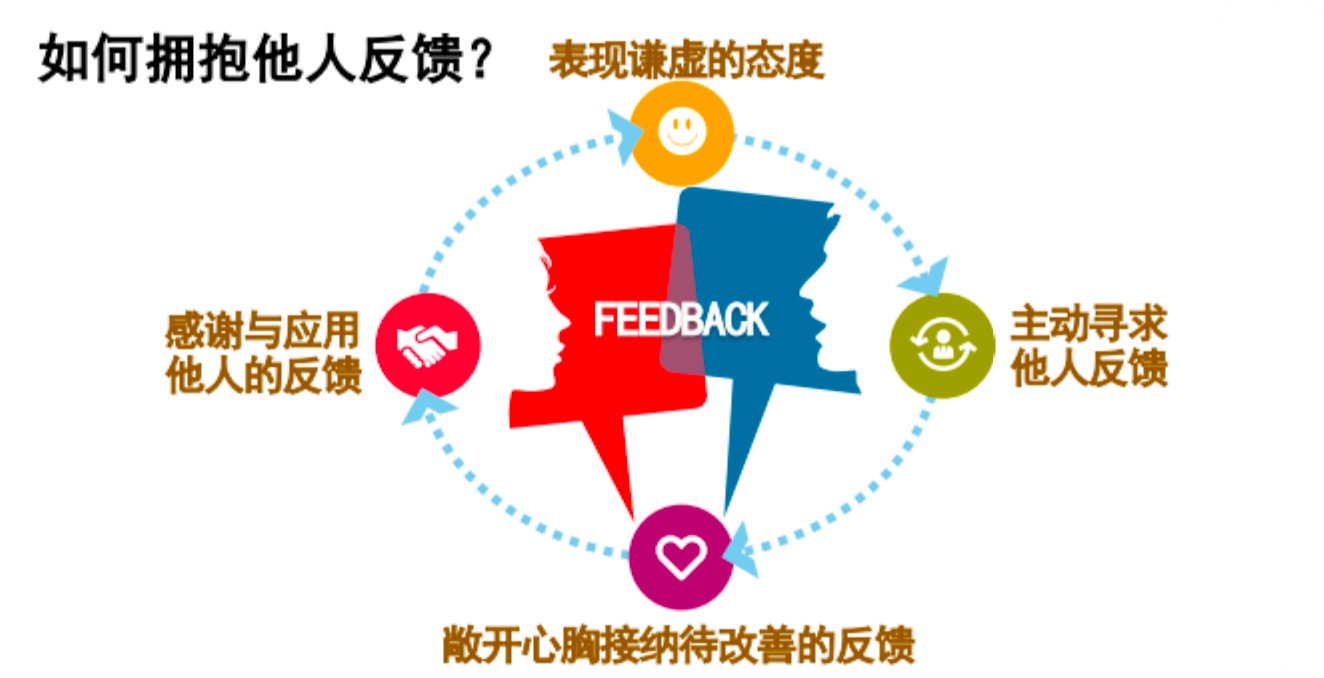 如何拥抱他人反馈？
表现谦虚的态度
FEEDBACK
主动寻求
他人反馈
敞开心胸接纳待改善的反馈
感谢与应用
他人的反馈